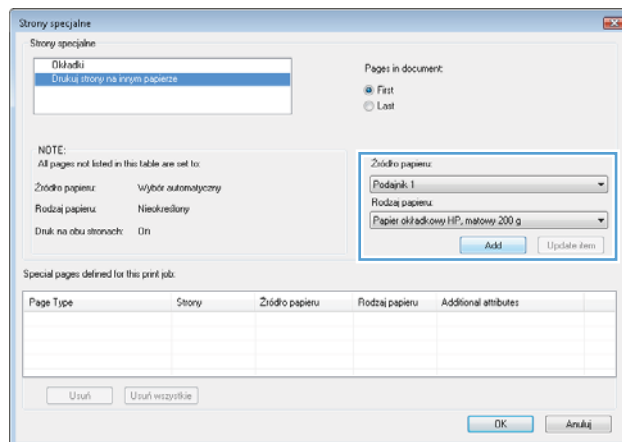 Strony specjalne
Strony specjalne
Okładki
Drukuj strony na innym papierze
Pages in document:
First
Last
NOTE:
All pages not listed in this table are set to:
Źródło papieru: Wybór automatyczny
Rodzaj papieru: Nieokreślony
Druk na obu stronach: On
Źródło papieru:
Podajnik 1
Rodzaj papieru:
Papier okładkowy HP, matowy 200 g
Add Update item
Special pages defined for this print job:
Page Type Strony Źródło papieru Rodzaj papieru Additional attributes
Usuń Usuń wszystkie
OK Anuluj